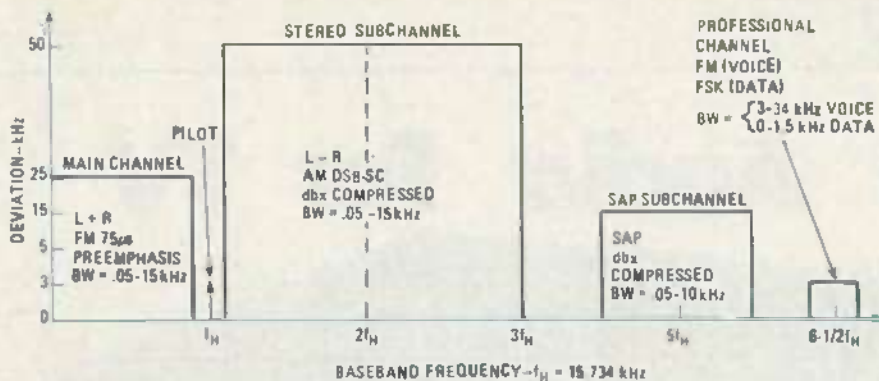 STEREO SUBCHANNEL
PROFESSIONAL
CHANNEL
FM (VOICE)
FSK (DATA)
BW = { 3-34 kHz VOICE
0-1.5 kHz DATA
DEVIATION-kHz
50
25
15
5
3
0
PILOT
MAIN CHANNEL
L + R
FM 75µs
PREEMPHASIS
BW = .05-15kHz
L - R
AM DSB-SC
dbx COMPRESSED
BW = .05-15kHz
SAP SUBCHANNEL
SAP
dbx
COMPRESSED
BW = .05-10kHz
fH
2fH
3fH
5fH
6-1/2fH
BASEBAND FREQUENCY-fH = 15.734 kHz